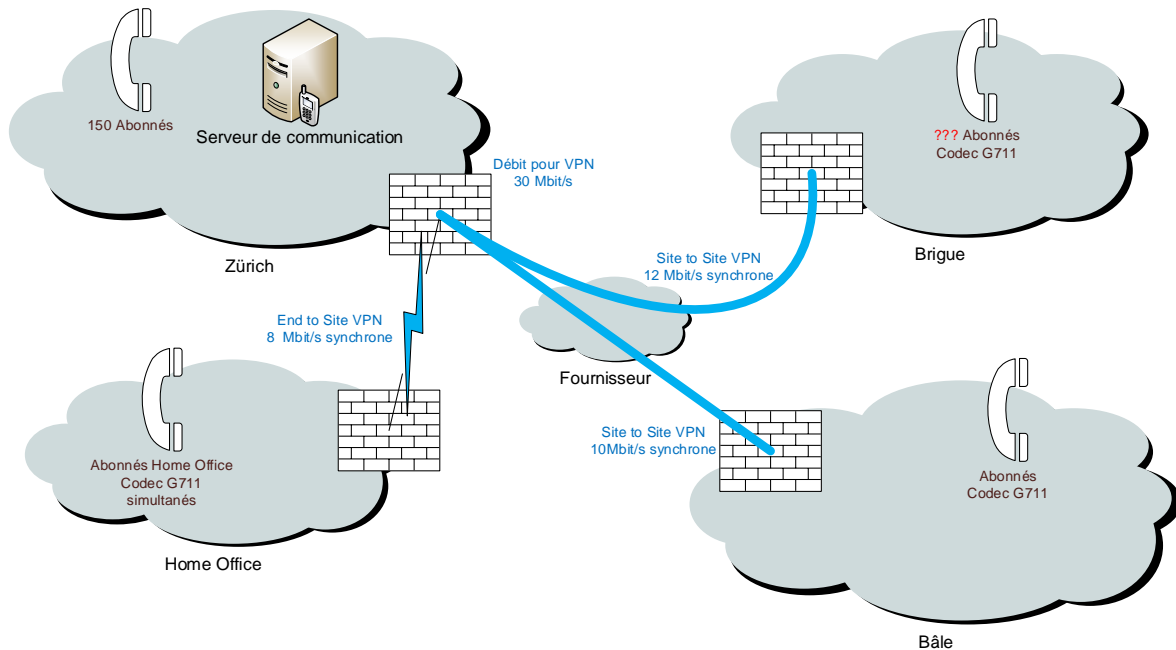 150 Abonnés
Serveur de communication
Débit pour VPN
30 Mbit/s
Zürich
??? Abonnés
Codec G711
Brigue
Site to Site VPN
12 Mbit/s synchrone
End to Site VPN
8 Mbit/s synchrone
Fournisseur
Abonnés Home Office
Codec G711
simultanés
Home Office
Site to Site VPN
10Mbit/s synchrone
Abonnés
Codec G711
Bâle